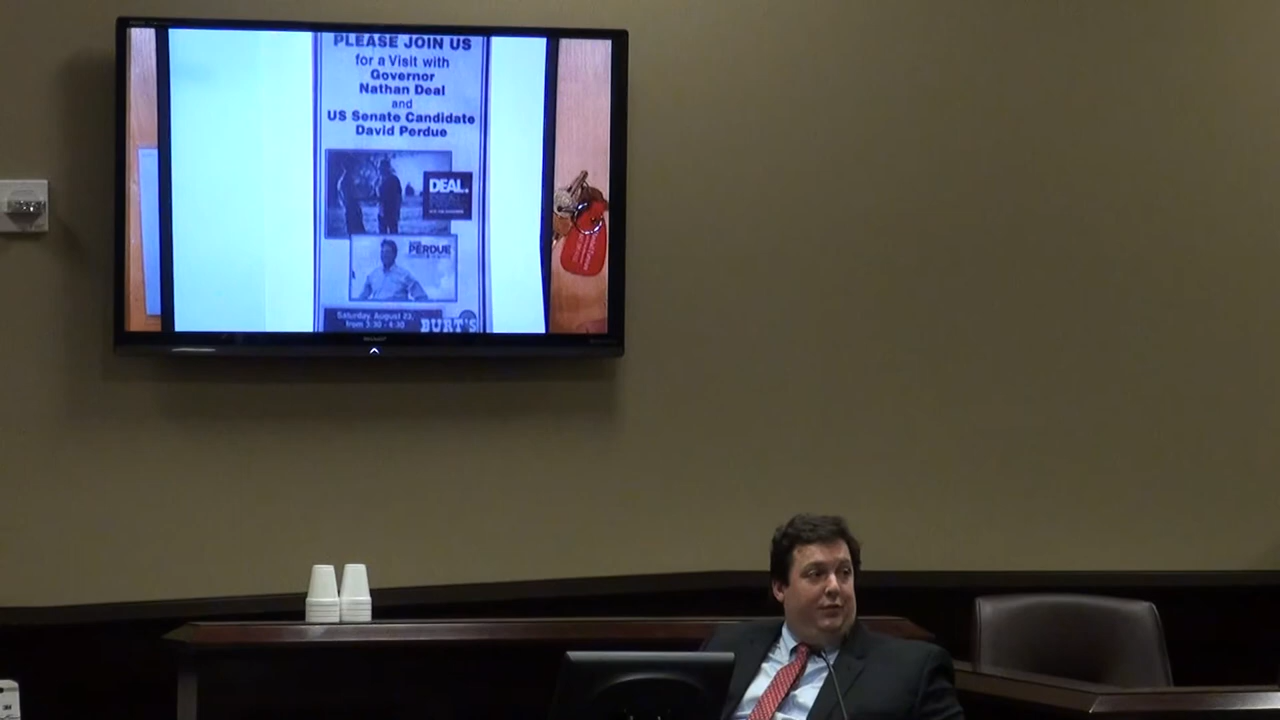 PLEASE JOIN US
for a Visit with
Governor
Nathan Deal
and
US Senate Candidate
David Perdue
DEAL.
PERDUE
Saturday, August 23,
from 3:30 - 4:30
BURT'S
SHARP